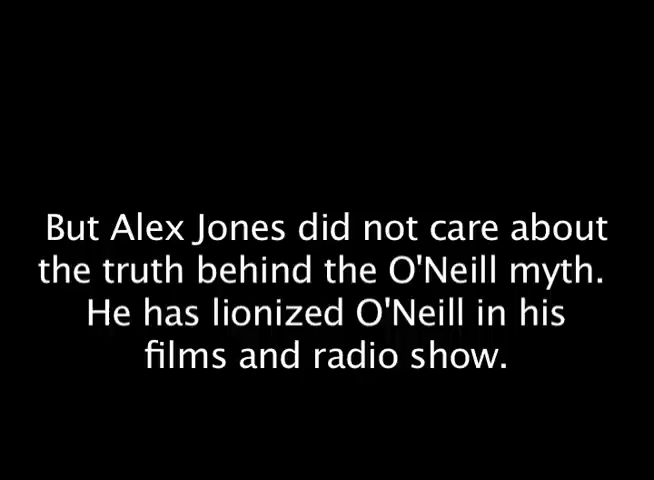 But Alex Jones did not care about
the truth behind the O'Neill myth.
He has lionized O'Neill in his
films and radio show.